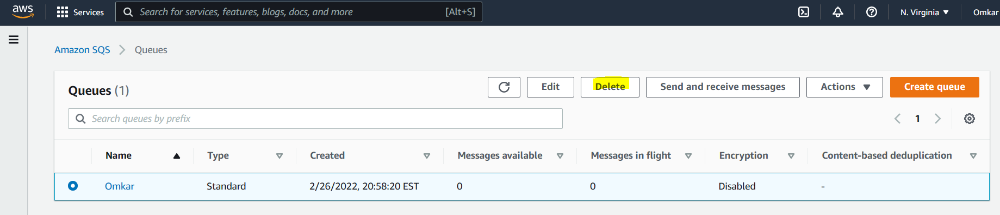 aws Services Search for services, features, blogs, docs, and more [Alt+S] N. Virginia ▼ Omkar
Amazon SQS > Queues
Queues (1) Edit Delete Send and receive messages Actions ▼ Create queue
Search queues by prefix < 1 >
Name ▲ Type ▽ Created ▽ Messages available ▽ Messages in flight ▽ Encryption ▽ Content-based deduplication ▽
Omkar Standard 2/26/2022, 20:58:20 EST 0 0 Disabled -